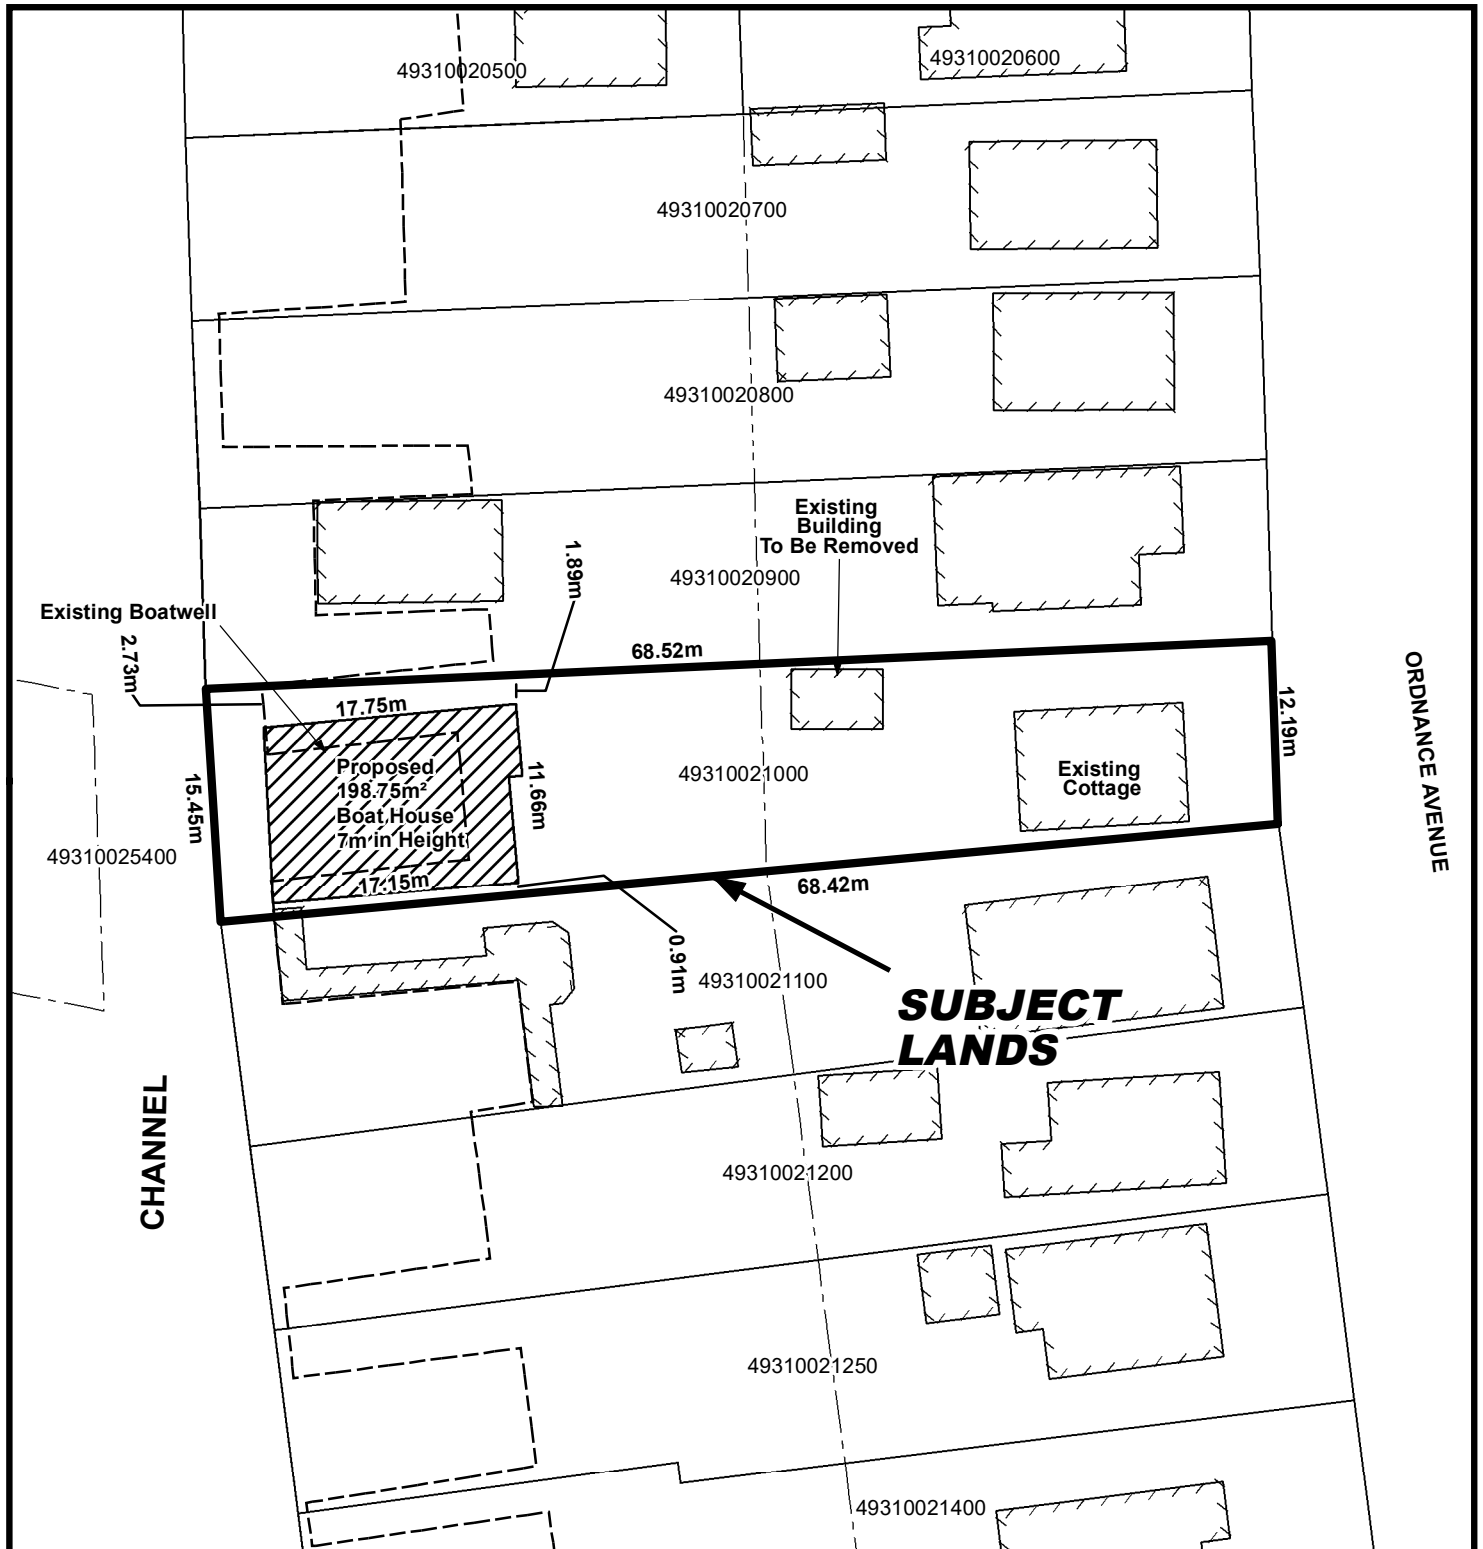 49310020500
49310020600
49310020700
49310020800
Existing
Building
To Be Removed
49310020900
1.89m
Existing Boatwell
2.73m
68.52m
ORDNANCE AVENUE
12.19m
17.75m
15.45m
Proposed
198.75m²
Boat House
7m in Height
11.66m
49310021000
Existing
Cottage
49310025400
17.15m
68.42m
0.91m
49310021100
SUBJECT
LANDS
CHANNEL
49310021200
49310021250
49310021400